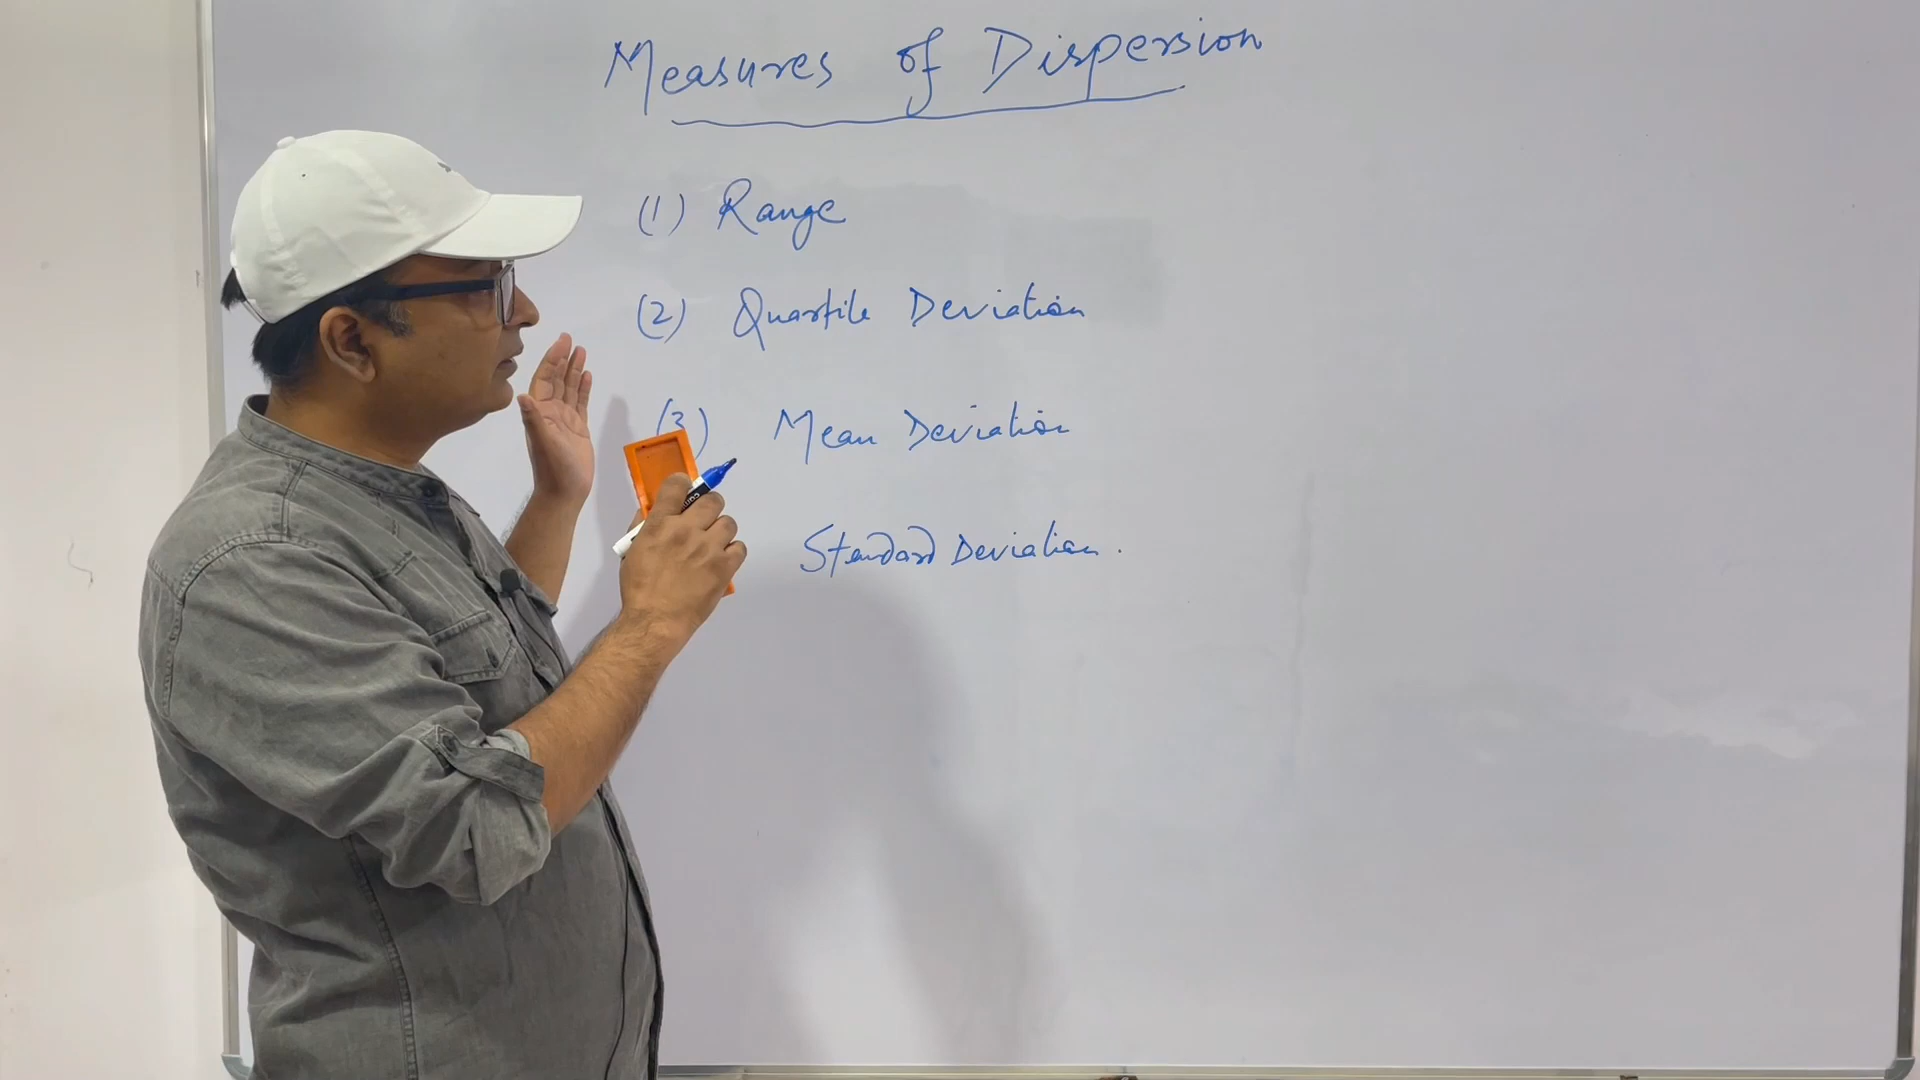 Measures of Dispersion
(1) Range
(2) Quartile Deviation
(3) Mean Deviation
Standard Deviation.